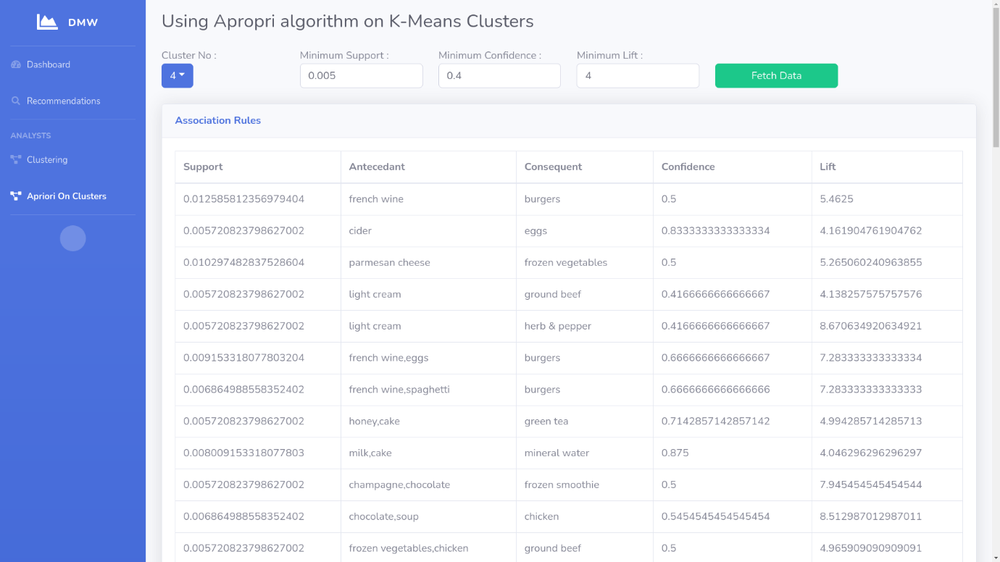 DMW
Dashboard
Recommendations
ANALYSTS
Clustering
Apriori On Clusters
Using Apropri algorithm on K-Means Clusters
Cluster No : Minimum Support : Minimum Confidence : Minimum Lift :
4 0.005 0.4 4 Fetch Data
Association Rules
Support Antecedant Consequent Confidence Lift
0.012585812356979404 french wine burgers 0.5 5.4625
0.005720823798627002 cider eggs 0.8333333333333334 4.161904761904762
0.010297482837528604 parmesan cheese frozen vegetables 0.5 5.265060240963855
0.005720823798627002 light cream ground beef 0.4166666666666667 4.138257575757576
0.005720823798627002 light cream herb & pepper 0.4166666666666667 8.670634920634921
0.009153318077803204 french wine,eggs burgers 0.6666666666666667 7.283333333333334
0.006864988558352402 french wine,spaghetti burgers 0.6666666666666666 7.283333333333333
0.005720823798627002 honey,cake green tea 0.7142857142857142 4.994285714285713
0.008009153318077803 milk,cake mineral water 0.875 4.046296296296297
0.005720823798627002 champagne,chocolate frozen smoothie 0.5 7.945454545454544
0.006864988558352402 chocolate,soup chicken 0.5454545454545454 8.512987012987011
0.005720823798627002 frozen vegetables,chicken ground beef 0.5 4.965909090909091